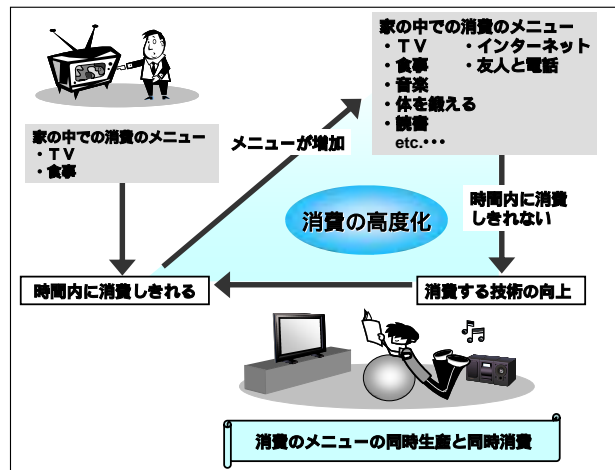 家の中での消費のメニュー
・ＴＶ
・食事
メニューが増加
家の中での消費のメニュー
・ＴＶ ・インターネット
・食事 ・友人と電話
・音楽
・体を鍛える
・読書
etc.･･･
消費の高度化
時間内に消費
しきれない
時間内に消費しきれる
消費する技術の向上
消費のメニューの同時生産と同時消費